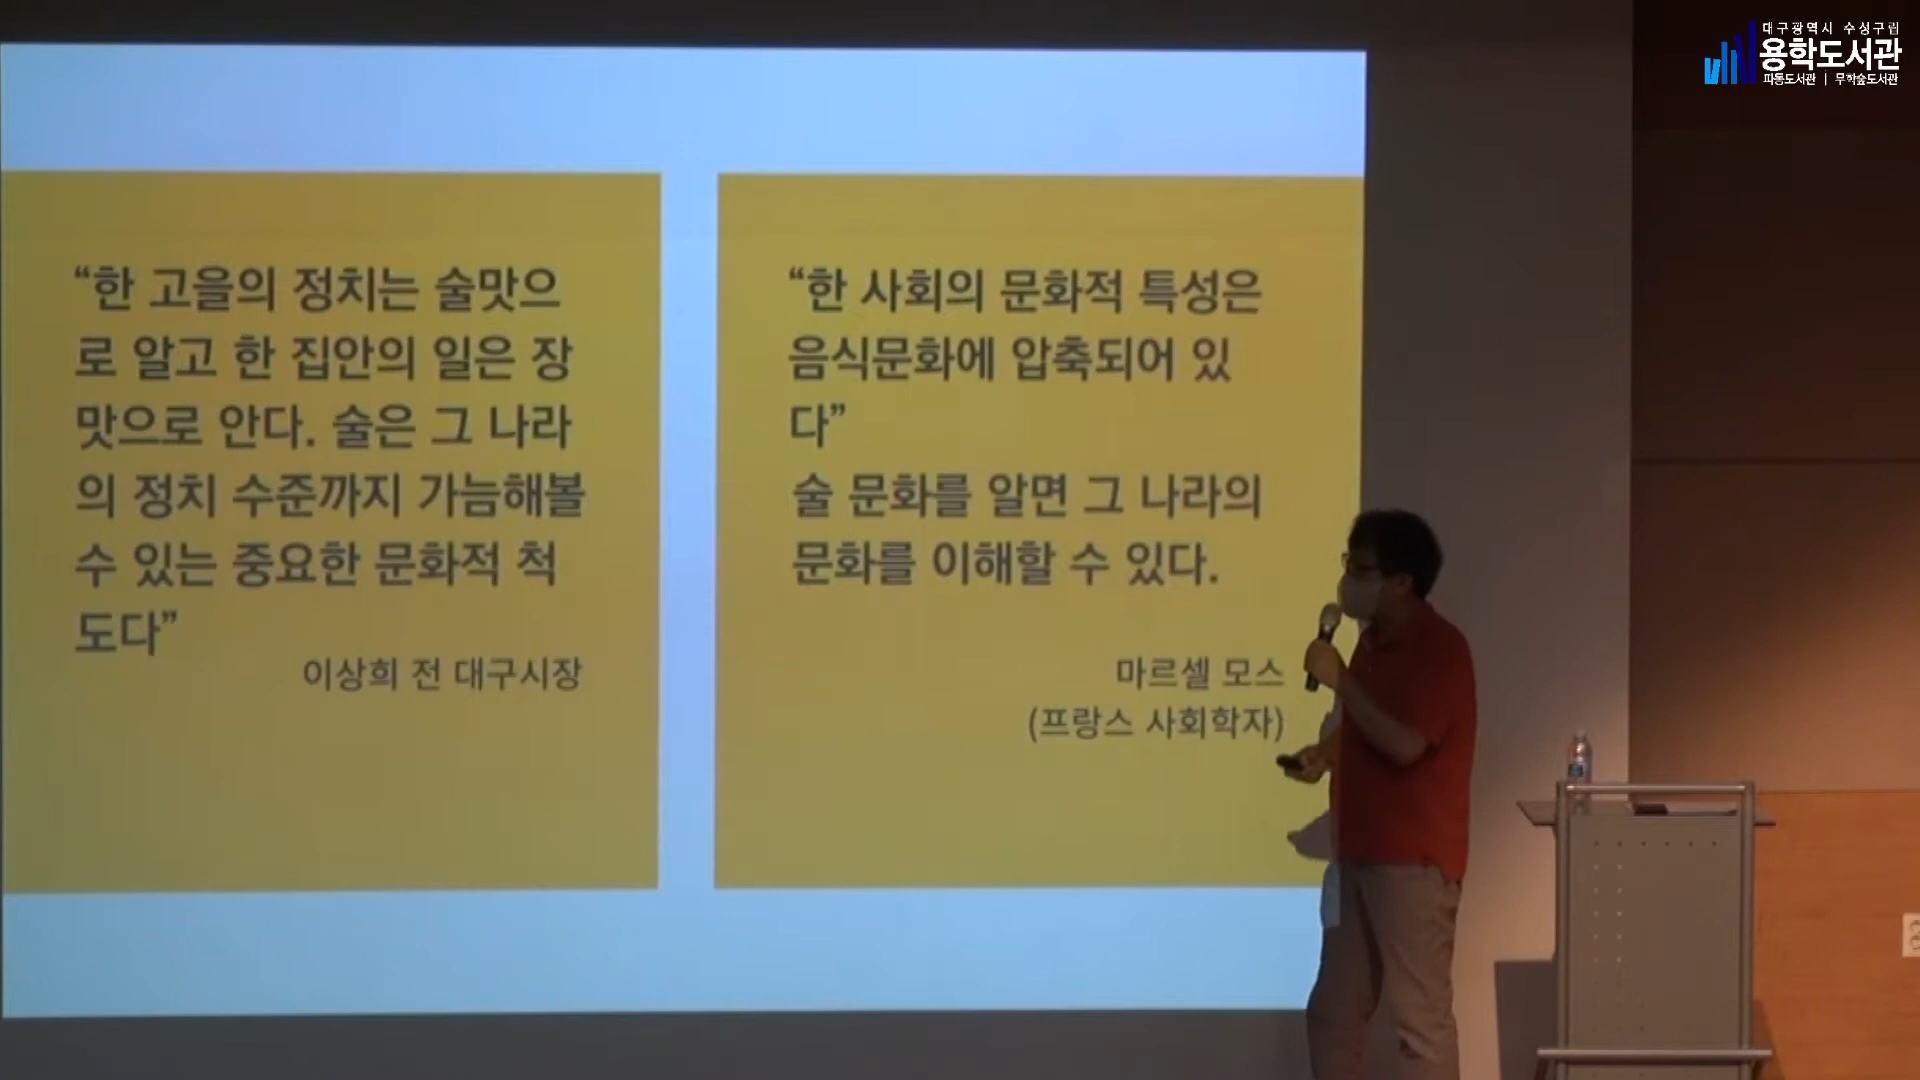 대구광역시 수성구립
용학도서관
파동도서관 | 무학숲도서관
“한 고을의 정치는 술맛으
로 알고 한 집안의 일은 장
맛으로 안다. 술은 그 나라
의 정치 수준까지 가늠해볼
수 있는 중요한 문화적 척
도다”
이상희 전 대구시장
“한 사회의 문화적 특성은
음식문화에 압축되어 있
다”
술 문화를 알면 그 나라의
문화를 이해할 수 있다.
마르셀 모스
(프랑스 사회학자)